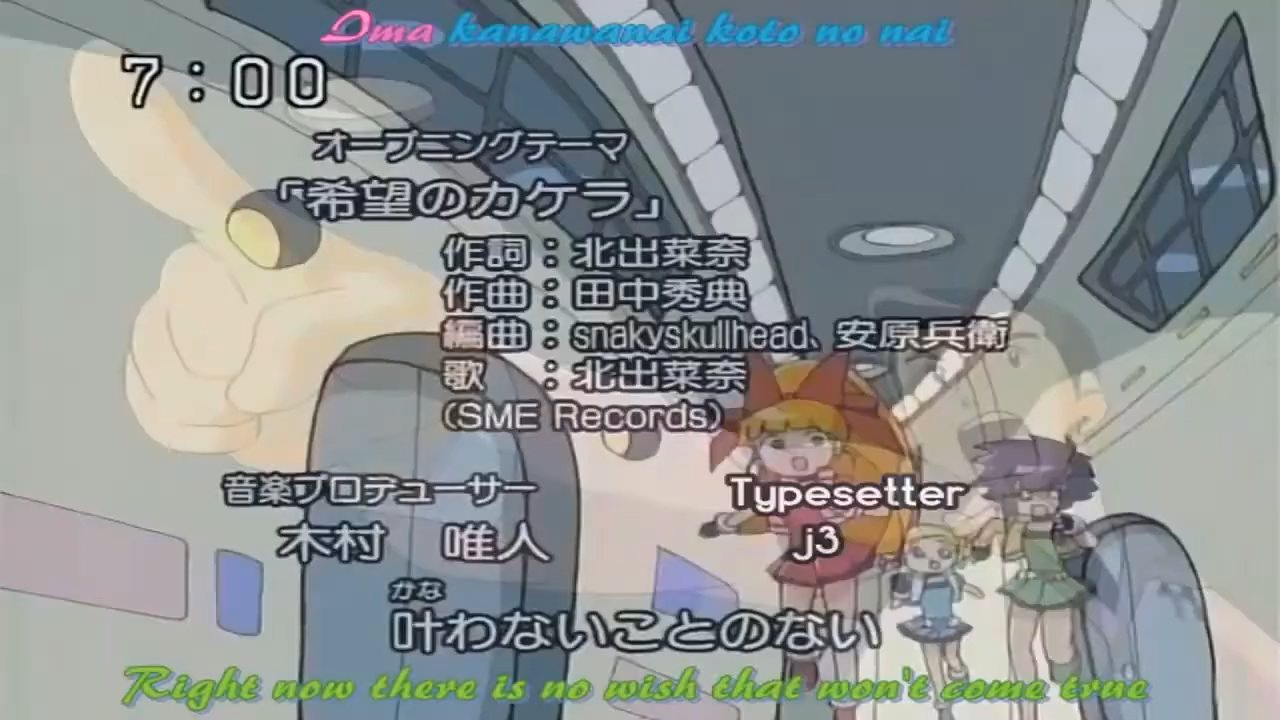 Ima kanawanai koto no nai
7:00
オープニングテーマ
「希望のカケラ」
作詞：北出菜奈
作曲：田中秀典
編曲：snakyskullhead、安原兵衛
歌　：北出菜奈
(SME Records)
音楽プロデューサー
木村　唯人
Typesetter
j3
かな
叶わないことのない
Right now there is no wish that won't come true